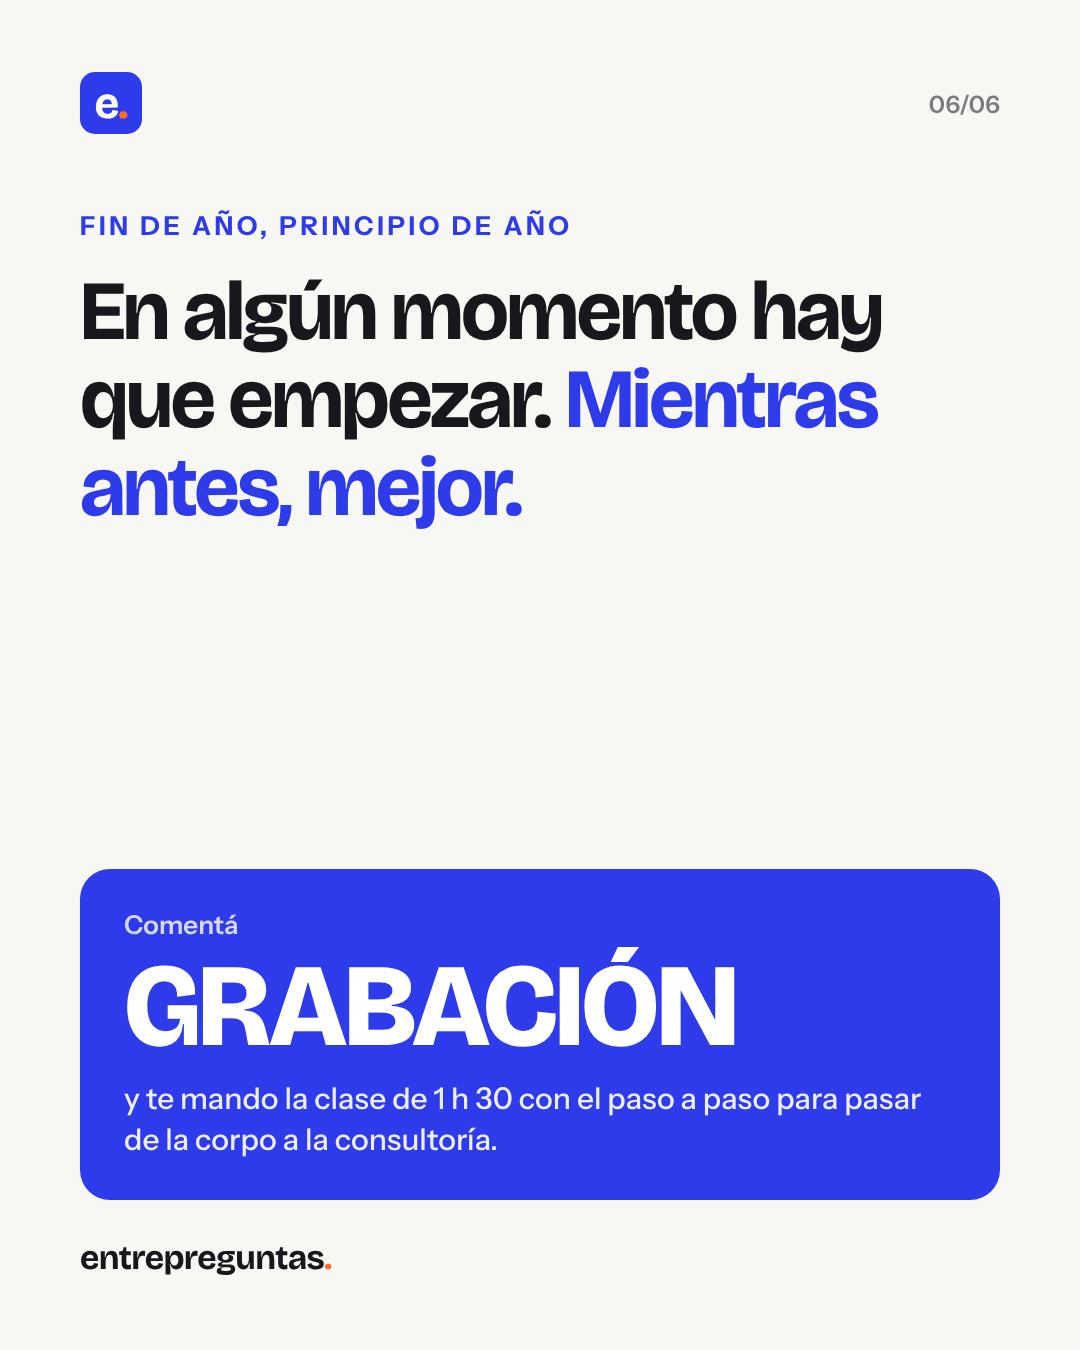 e.
06/06
FIN DE AÑO, PRINCIPIO DE AÑO
En algún momento hay
que empezar. Mientras
antes, mejor.
Comentá
GRABACIÓN
y te mando la clase de 1 h 30 con el paso a paso para pasar
de la corpo a la consultoría.
entrepreguntas.